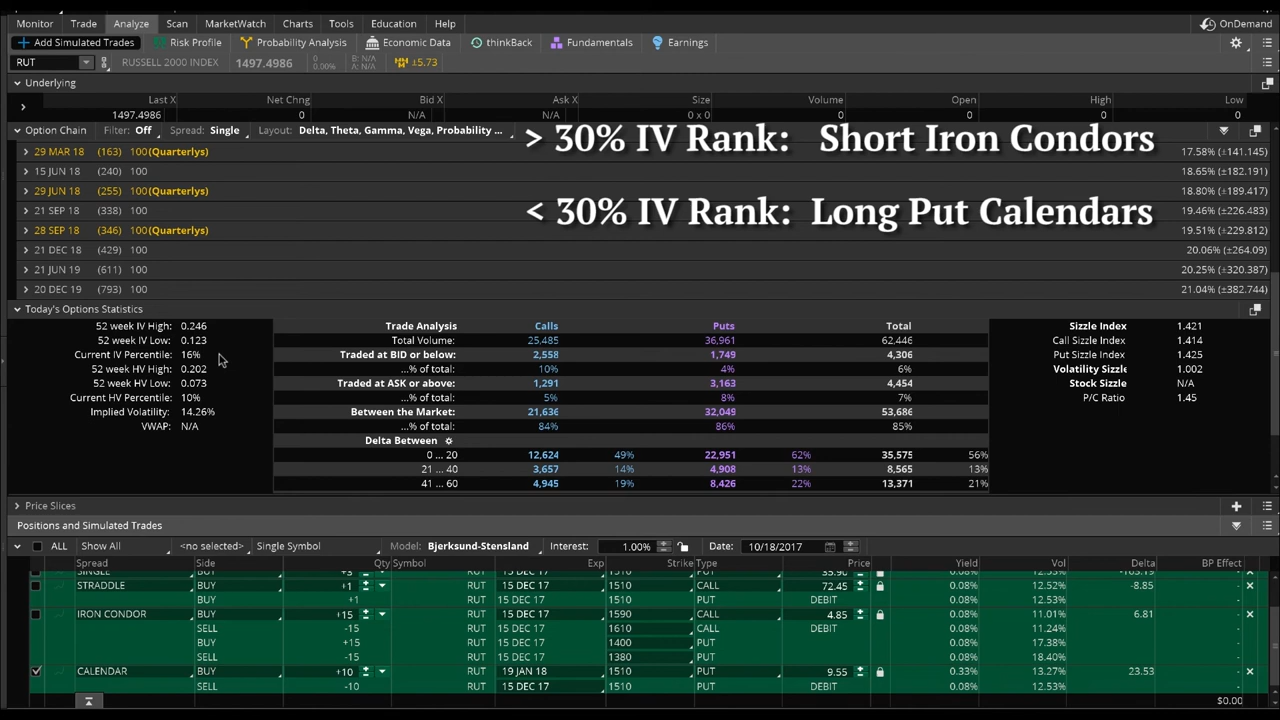 Monitor Trade Analyze Scan MarketWatch Charts Tools Education Help OnDemand
Add Simulated Trades Risk Profile Probability Analysis Economic Data thinkBack Fundamentals Earnings
RUT RUSSELL 2000 INDEX 1497.4986 0 0.00% B: N/A A: N/A ±5.73
Underlying
Last X Net Chng Bid X Ask X Size Volume Open High Low
1497.4986 0 N/A N/A 0 x 0 0 0 0 0
Option Chain Filter: Off Spread: Single Layout: Delta, Theta, Gamma, Vega, Probability ...
> 30% IV Rank: Short Iron Condors
29 MAR 18 (163) 100 (Quarterlys) 17.58% (±141.145)
15 JUN 18 (240) 100 18.65% (±182.191)
29 JUN 18 (255) 100 (Quarterlys) 18.80% (±189.417)
< 30% IV Rank: Long Put Calendars
21 SEP 18 (338) 100 19.46% (±226.483)
28 SEP 18 (346) 100 (Quarterlys) 19.51% (±229.812)
21 DEC 18 (429) 100 20.06% (±264.09)
21 JUN 19 (611) 100 20.25% (±320.387)
20 DEC 19 (793) 100 21.04% (±382.744)
Today's Options Statistics
52 week IV High: 0.246 Trade Analysis Calls Puts Total Sizzle Index 1.421
52 week IV Low: 0.123 Total Volume: 25,485 36,961 62,446 Call Sizzle Index 1.414
Current IV Percentile: 16% Traded at BID or below: 2,558 1,749 4,306 Put Sizzle Index 1.425
52 week HV High: 0.202 ...% of total: 10% 4% 6% Volatility Sizzle 1.002
52 week HV Low: 0.073 Traded at ASK or above: 1,291 3,163 4,454 Stock Sizzle N/A
Current HV Percentile: 10% ...% of total: 5% 8% 7% P/C Ratio 1.45
Implied Volatility: 14.26% Between the Market: 21,636 32,049 53,686
VWAP: N/A ...% of total: 84% 86% 85%
Delta Between
0 ... 20 12,624 49% 22,951 62% 35,575 56%
21 ... 40 3,657 14% 4,908 13% 8,565 13%
41 ... 60 4,945 19% 8,426 22% 13,371 21%
Price Slices
Positions and Simulated Trades
ALL Show All <no selected> Single Symbol Model: Bjerksund-Stensland Interest: 1.00% Date: 10/18/2017
Spread Side Qty Symbol Exp Strike Type Price Yield Vol Delta BP Effect
SINGLE BUY +3 RUT 15 DEC 17 1510 PUT 35.90 0.08% 12.53% -105.19 -
STRADDLE BUY +1 RUT 15 DEC 17 1510 CALL 72.45 0.08% 12.52% -8.85 -
+1 RUT 15 DEC 17 1510 PUT DEBIT 0.08% 12.53%
IRON CONDOR BUY +15 RUT 15 DEC 17 1590 CALL 4.85 0.08% 11.01% 6.81 -
SELL -15 RUT 15 DEC 17 1610 CALL DEBIT 0.08% 11.24%
BUY +15 RUT 15 DEC 17 1400 PUT 0.08% 17.38%
SELL -15 RUT 15 DEC 17 1380 PUT 0.08% 18.40%
CALENDAR BUY +10 RUT 19 JAN 18 1510 PUT 9.55 0.33% 13.27% 23.53 -
SELL -10 RUT 15 DEC 17 1510 PUT DEBIT 0.08% 12.53%
$0.00